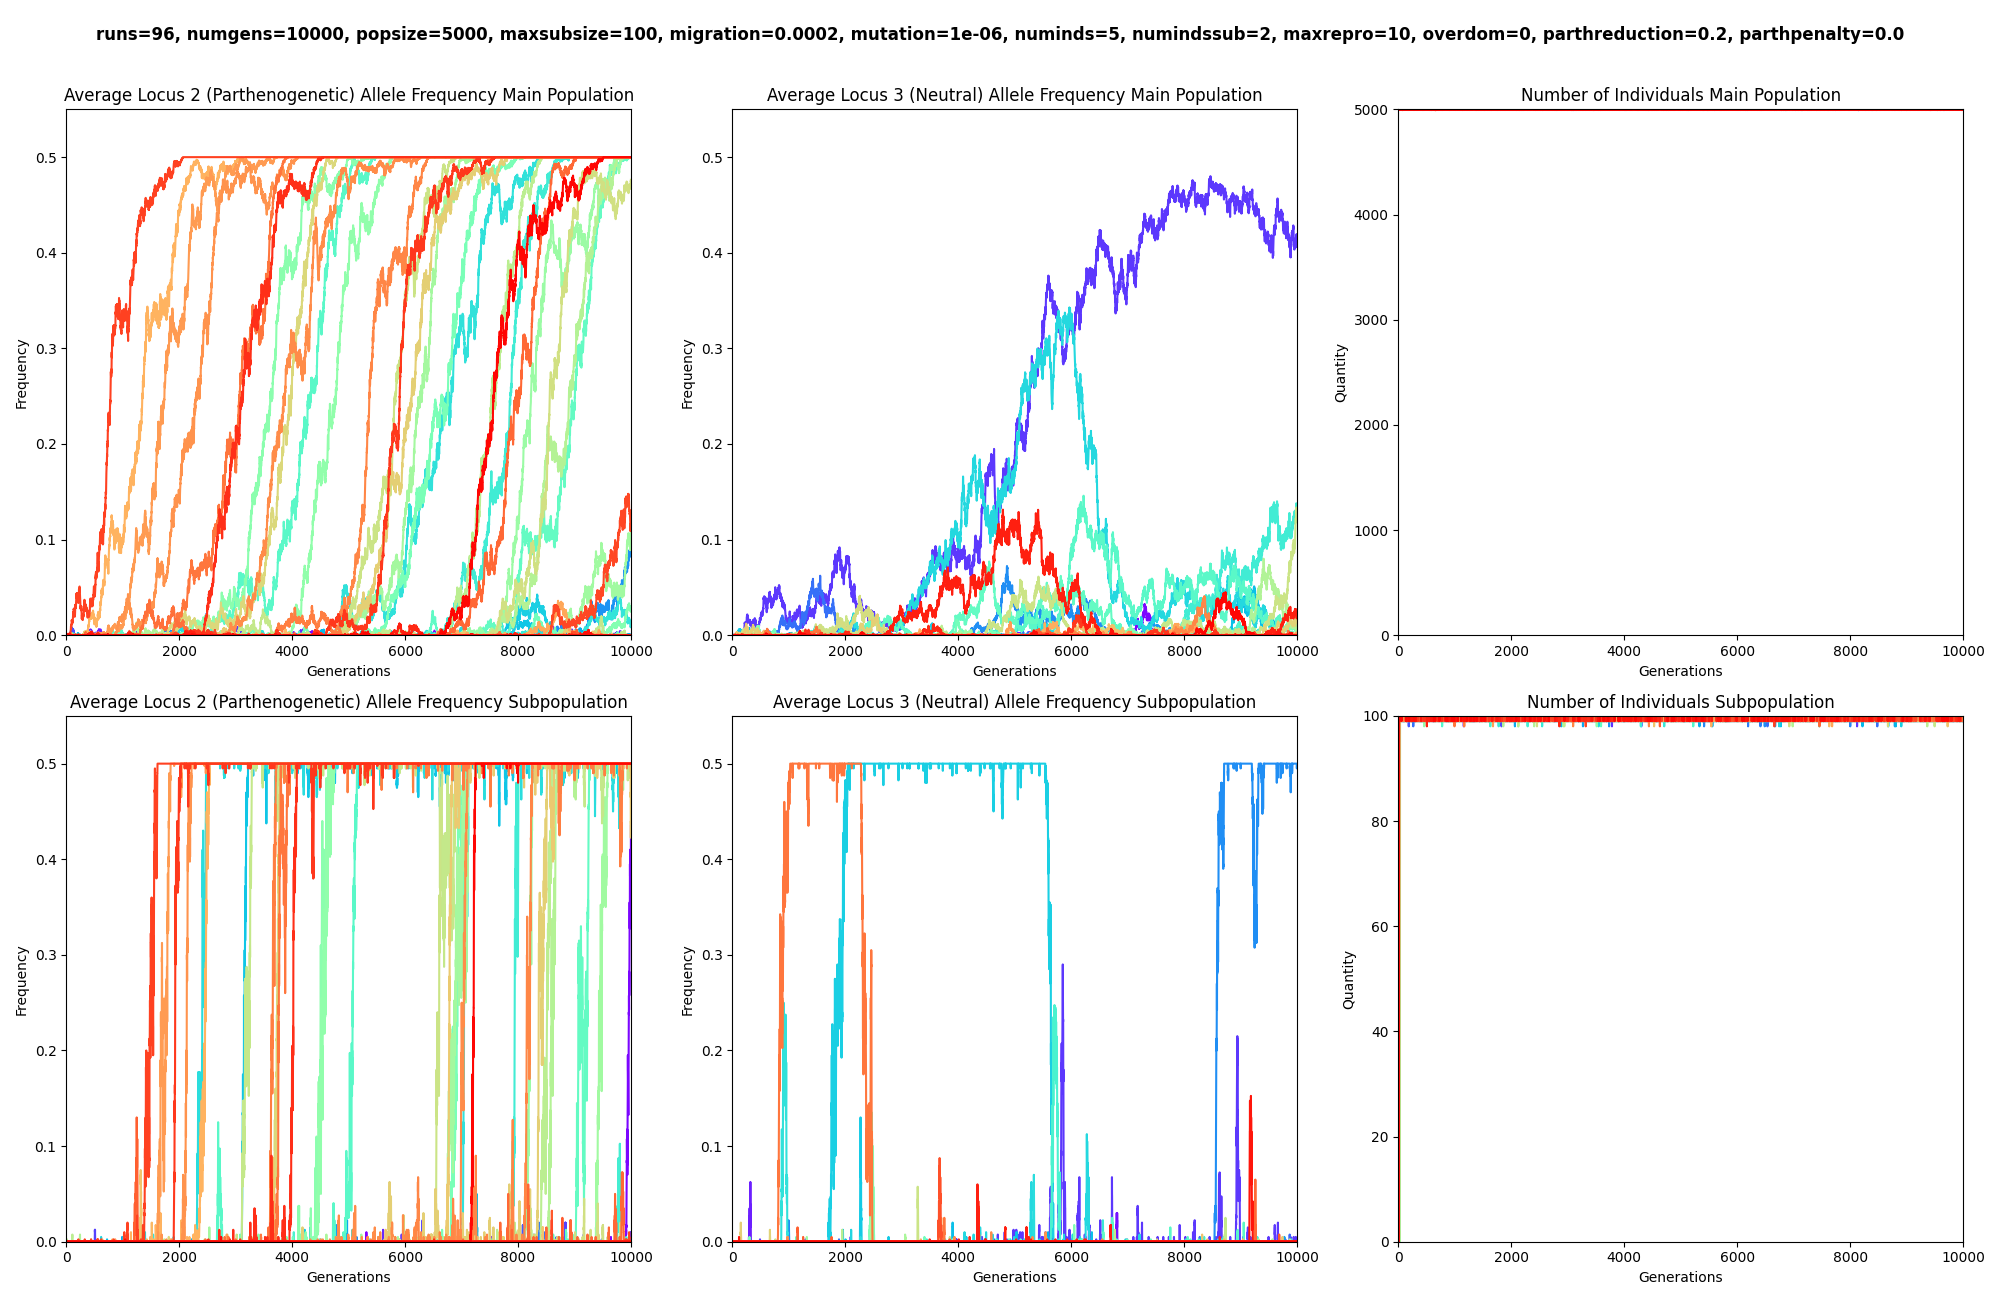 runs=96, numgens=10000, popsize=5000, maxsubsize=100, migration=0.0002, mutation=1e-06, numinds=5, numindssub=2, maxrepro=10, overdom=0, parthreduction=0.2, parthpenalty=0.0
Average Locus 2 (Parthenogenetic) Allele Frequency Main Population
Frequency
0.5
0.4
0.3
0.2
0.1
0.0
0 2000 4000 6000 8000 10000
Generations
Average Locus 3 (Neutral) Allele Frequency Main Population
Frequency
0.5
0.4
0.3
0.2
0.1
0.0
0 2000 4000 6000 8000 10000
Generations
Number of Individuals Main Population
Quantity
5000
4000
3000
2000
1000
0
0 2000 4000 6000 8000 10000
Generations
Average Locus 2 (Parthenogenetic) Allele Frequency Subpopulation
Frequency
0.5
0.4
0.3
0.2
0.1
0.0
0 2000 4000 6000 8000 10000
Generations
Average Locus 3 (Neutral) Allele Frequency Subpopulation
Frequency
0.5
0.4
0.3
0.2
0.1
0.0
0 2000 4000 6000 8000 10000
Generations
Number of Individuals Subpopulation
Quantity
100
80
60
40
20
0
0 2000 4000 6000 8000 10000
Generations